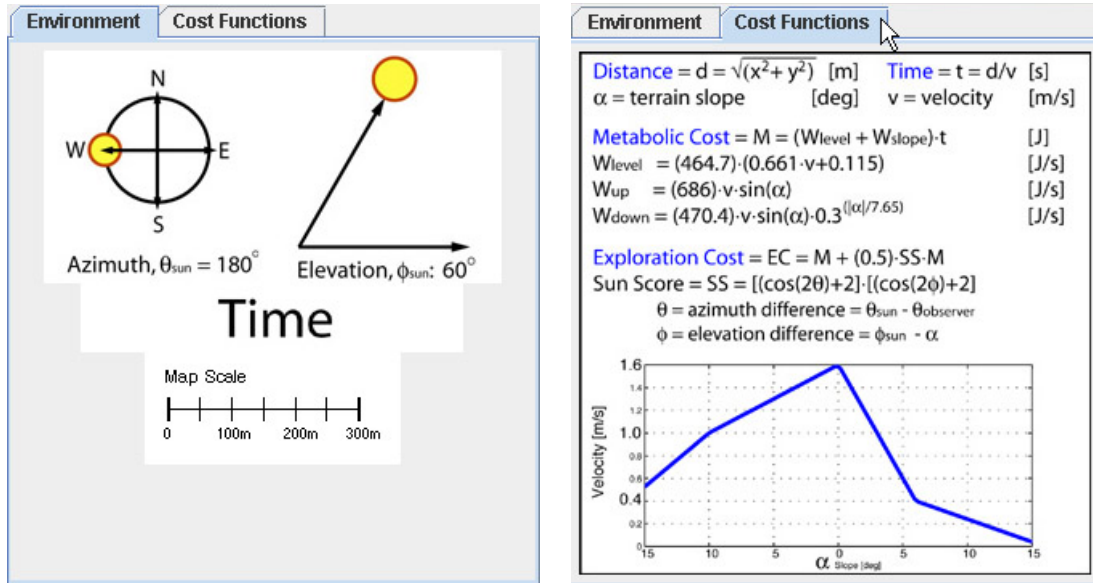 Environment
Cost Functions
N
W
E
S
Azimuth, θsun = 180°
Elevation, ϕsun: 60°
Time
Map Scale
0 100m 200m 300m
Environment
Cost Functions
Distance = d = √(x²+ y²) [m] Time = t = d/v [s]
α = terrain slope [deg] v = velocity [m/s]
Metabolic Cost = M = (Wlevel + Wslope)·t [J]
Wlevel = (464.7)·(0.661·v+0.115) [J/s]
Wup = (686)·v·sin(α) [J/s]
Wdown = (470.4)·v·sin(α)·0.3^(|α|/7.65) [J/s]
Exploration Cost = EC = M + (0.5)·SS·M
Sun Score = SS = [(cos(2θ)+2]·[(cos(2ϕ)+2]
θ = azimuth difference = θsun - θobserver
ϕ = elevation difference = ϕsun - α
Velocity [m/s]
1.6
1.4
1.2
1.0
0.8
0.6
0.4
0.2
0
15 10 5 0 5 10 15
α Slope [deg]